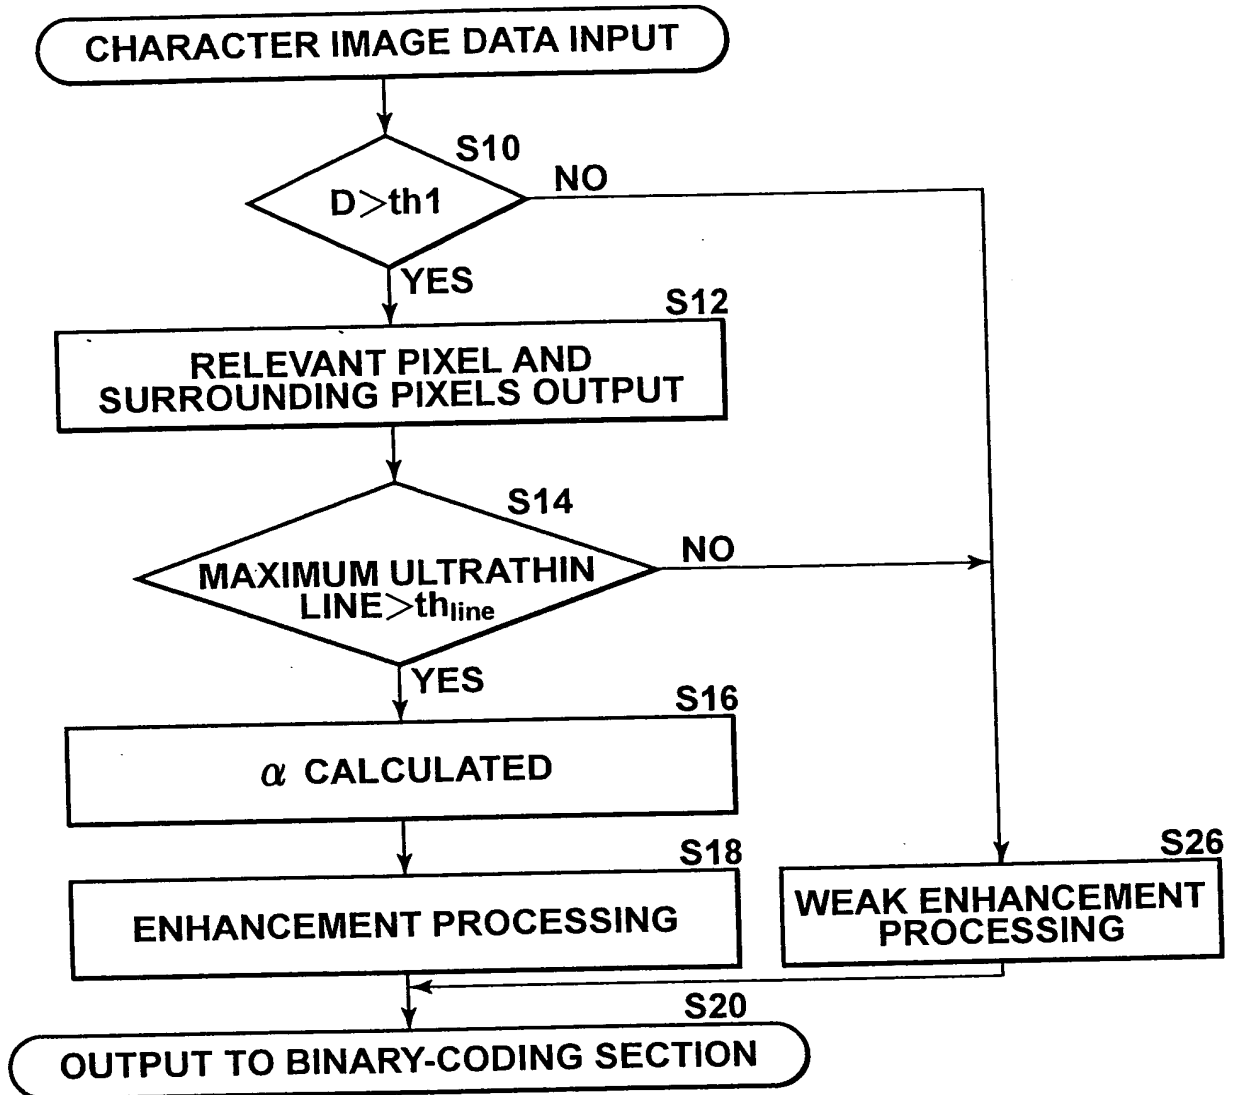 CHARACTER IMAGE DATA INPUT
S10
D>th1
NO
YES
S12
RELEVANT PIXEL AND
SURROUNDING PIXELS OUTPUT
S14
MAXIMUM ULTRATHIN
LINE>thline
NO
YES
S16
α CALCULATED
S18
ENHANCEMENT PROCESSING
S26
WEAK ENHANCEMENT
PROCESSING
S20
OUTPUT TO BINARY-CODING SECTION